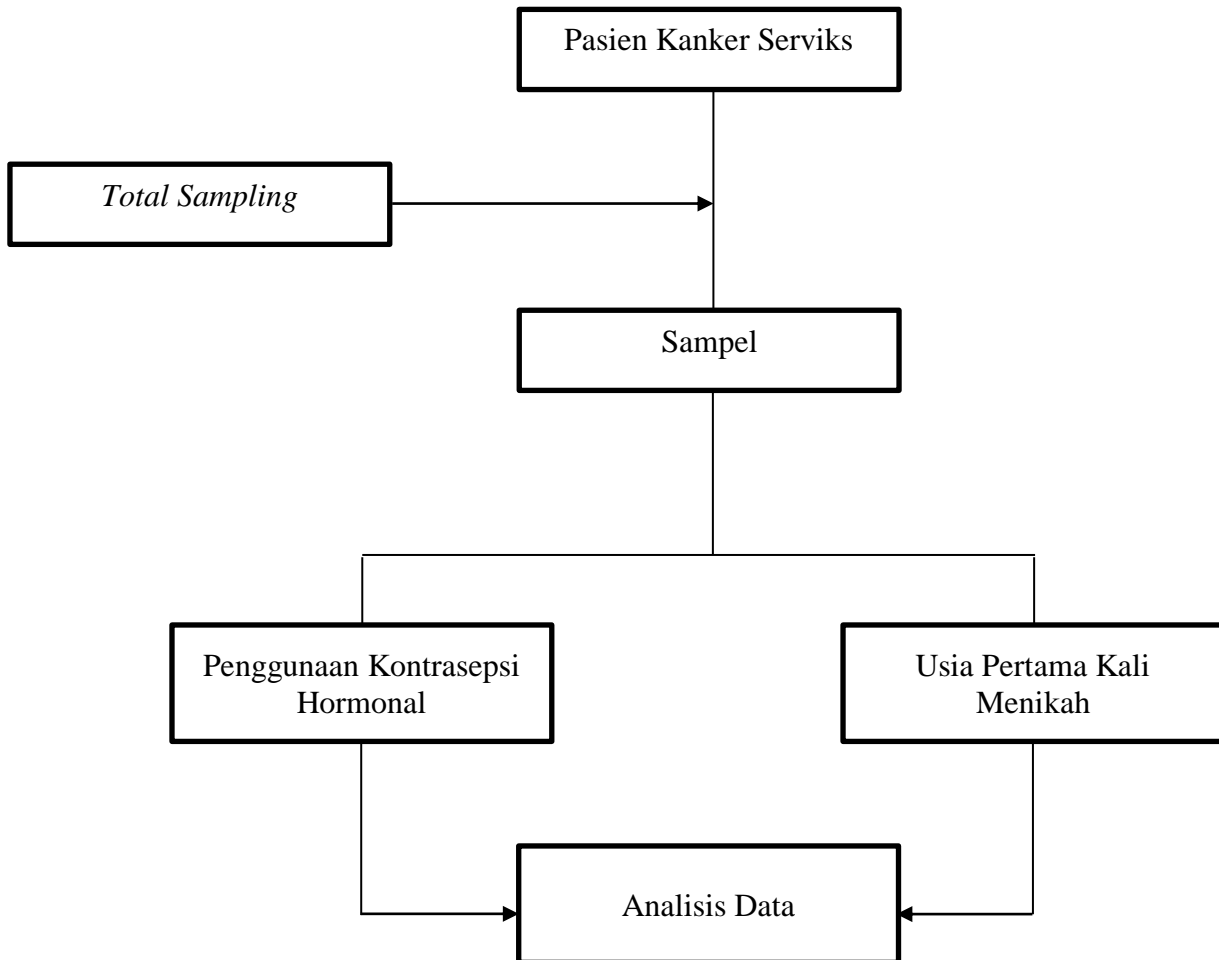 Pasien Kanker Serviks
Total Sampling
Sampel
Penggunaan Kontrasepsi
Hormonal
Usia Pertama Kali
Menikah
Analisis Data